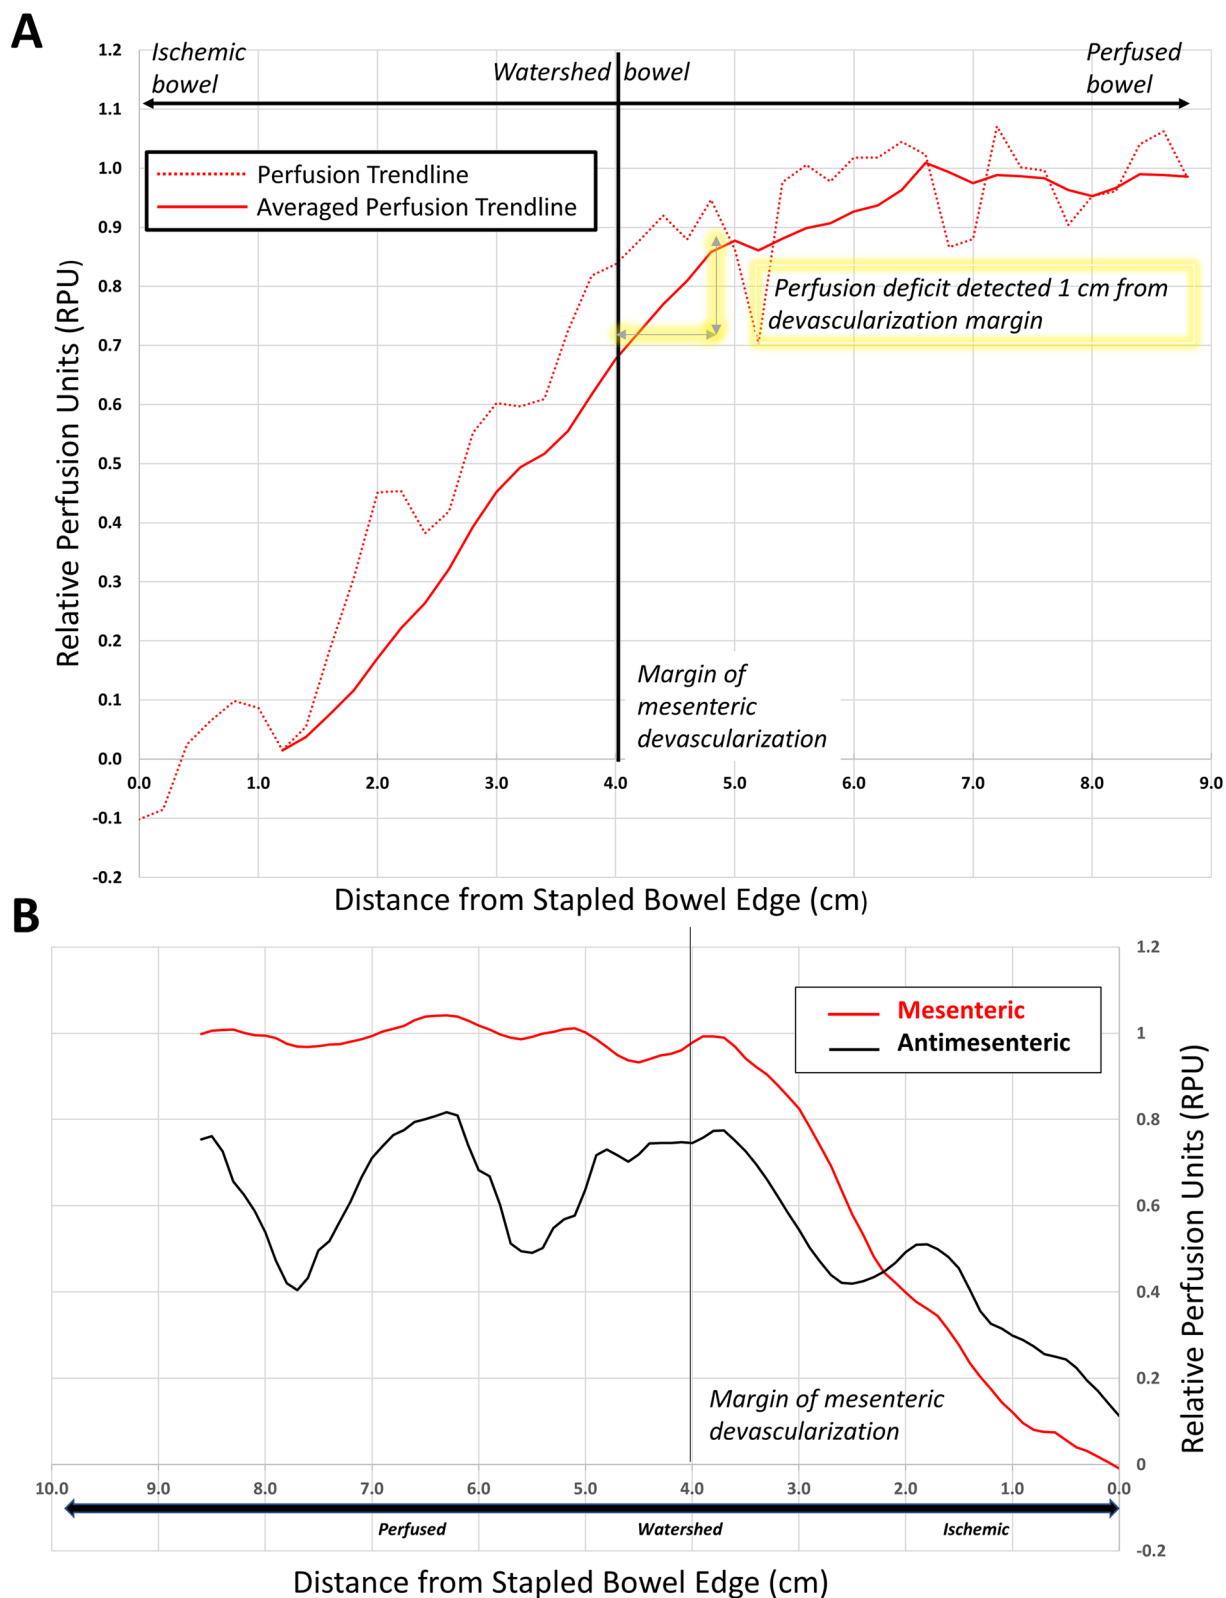 A
1.2
1.1
1.0
0.9
0.8
0.7
0.6
0.5
0.4
0.3
0.2
0.1
0.0
-0.1
-0.2
Relative Perfusion Units (RPU)
Ischemic
bowel
Watershed bowel
Perfused
bowel
Perfusion Trendline
Averaged Perfusion Trendline
Perfusion deficit detected 1 cm from
devascularization margin
Margin of
mesenteric
devascularization
0.0 1.0 2.0 3.0 4.0 5.0 6.0 7.0 8.0 9.0
Distance from Stapled Bowel Edge (cm)
B
Mesenteric
Antimesenteric
1.2
1
0.8
0.6
0.4
0.2
0
-0.2
Relative Perfusion Units (RPU)
Margin of mesenteric
devascularization
10.0 9.0 8.0 7.0 6.0 5.0 4.0 3.0 2.0 1.0 0.0
Perfused Watershed Ischemic
Distance from Stapled Bowel Edge (cm)